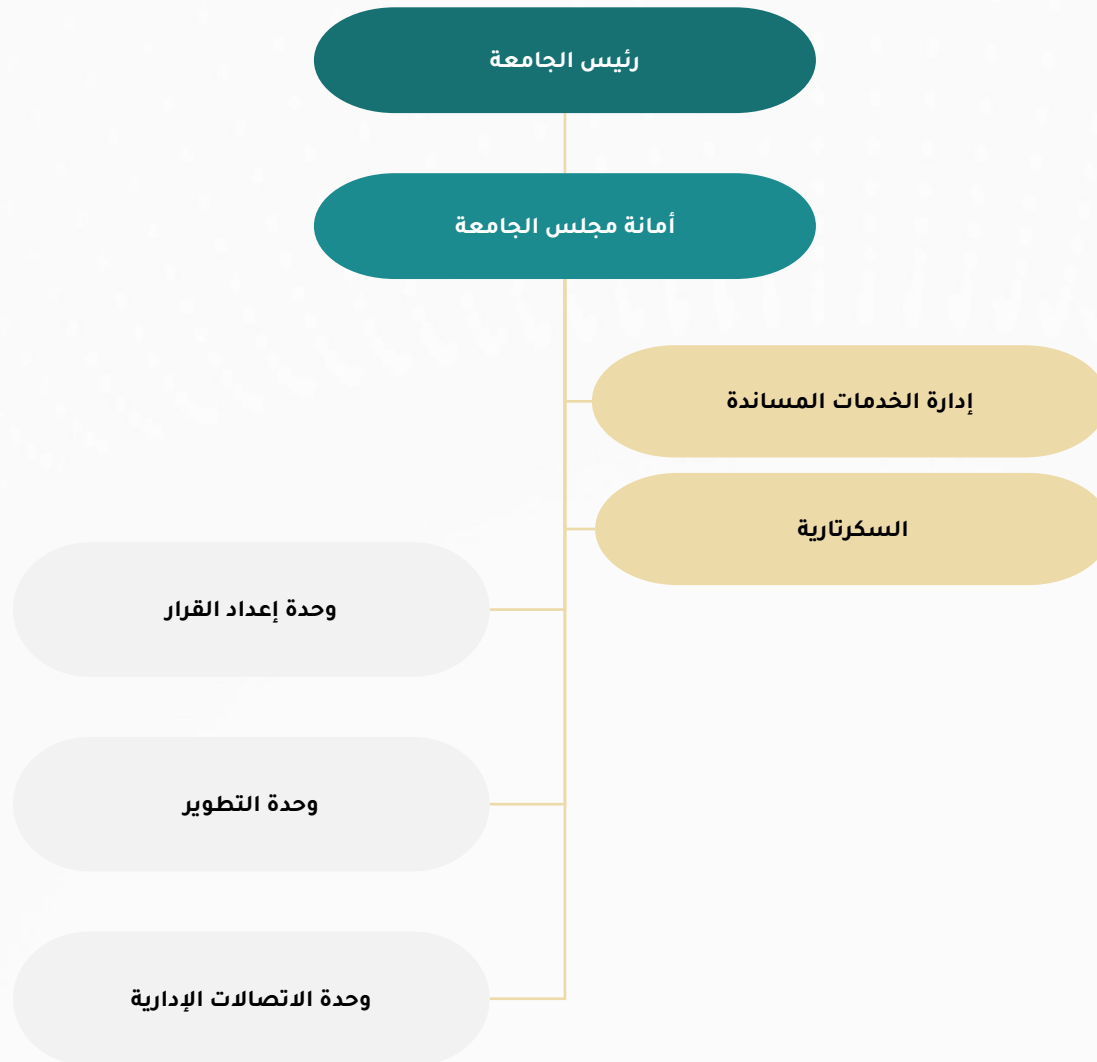 رئيس الجامعة
أمانة مجلس الجامعة
إدارة الخدمات المساندة
السكرتارية
وحدة إعداد القرار
وحدة التطوير
وحدة الاتصالات الإدارية